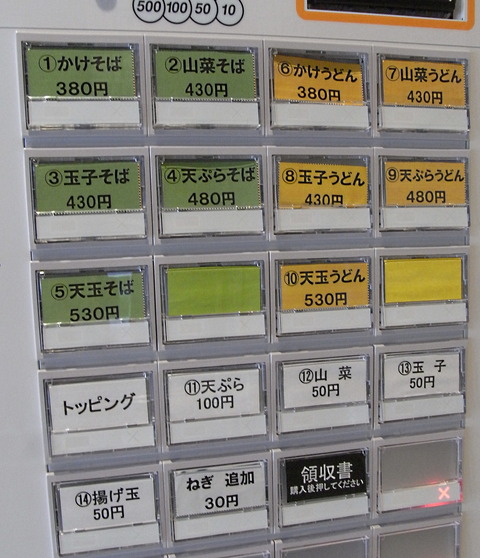 500 100 50 10
①かけそば
380円
②山菜そば
430円
⑥かけうどん
380円
⑦山菜うどん
430円
③玉子そば
430円
④天ぷらそば
480円
⑧玉子うどん
430円
⑨天ぷらうどん
480円
⑤天玉そば
530円
⑩天玉うどん
530円
トッピング
⑪天ぷら
100円
⑫山 菜
50円
⑬玉 子
50円
⑭揚げ玉
50円
ねぎ 追加
30円
領収書
購入後押してください
×